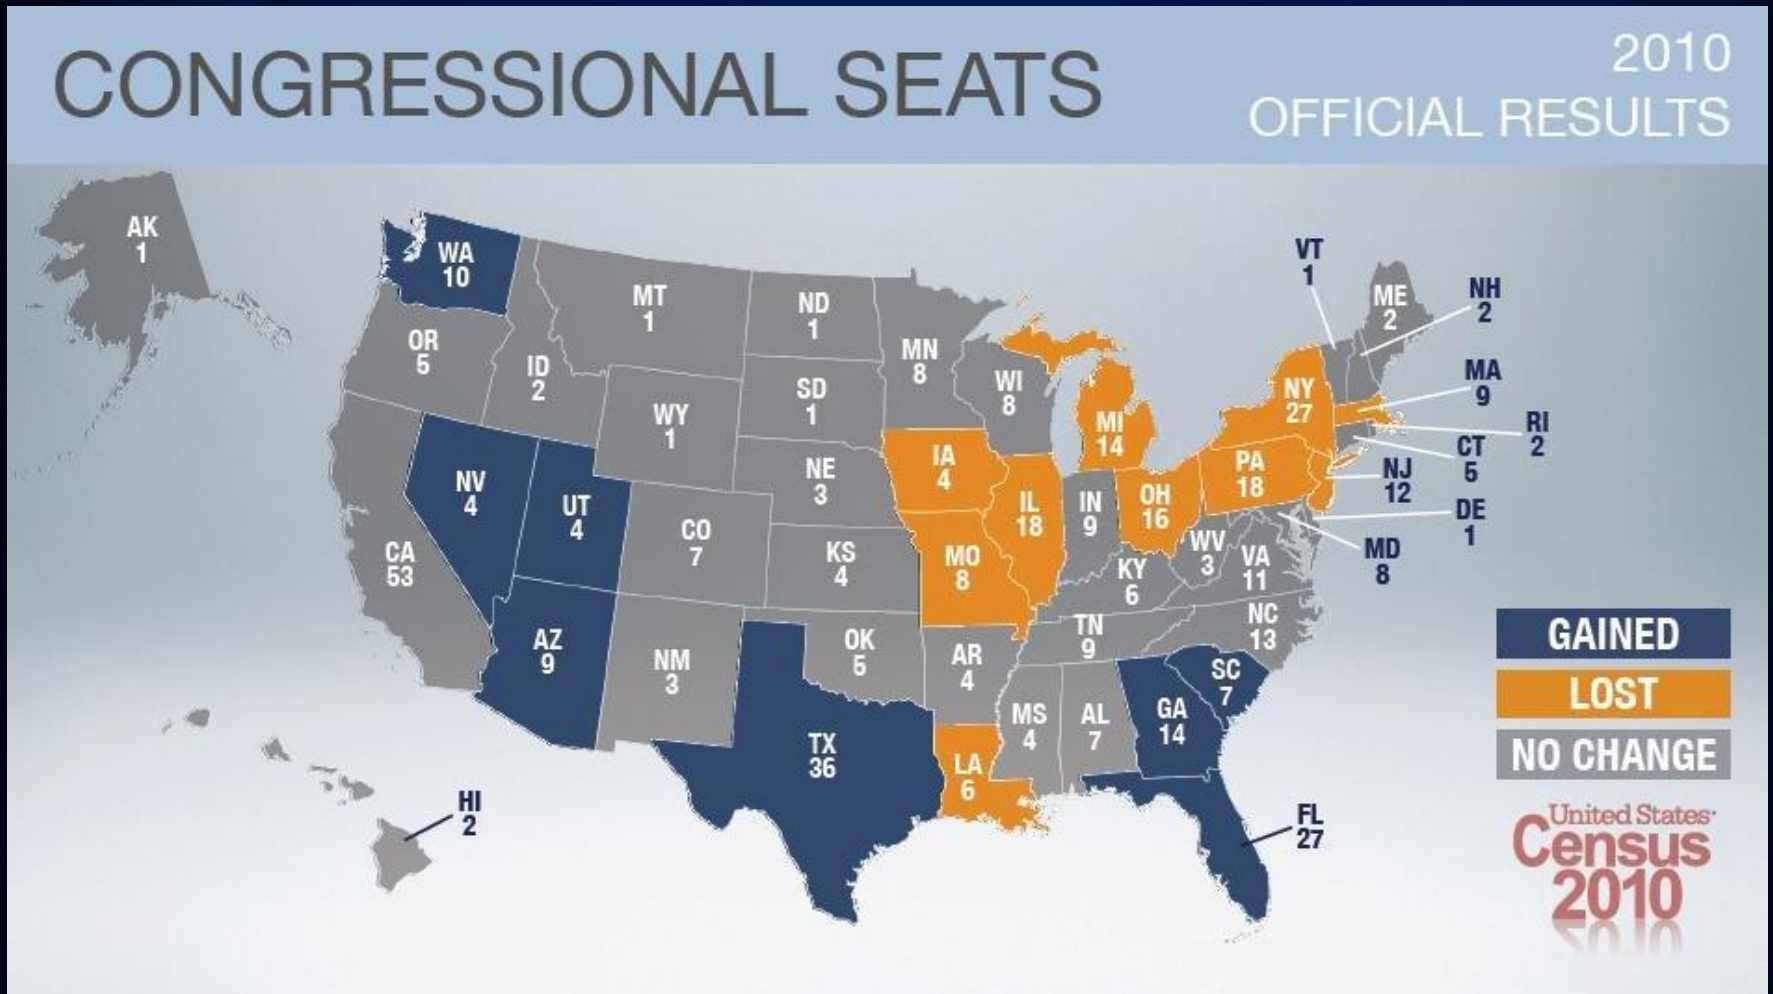 CONGRESSIONAL SEATS
2010
OFFICIAL RESULTS
AK
1
WA
10
OR
5
ID
2
MT
1
ND
1
MN
8
WI
8
SD
1
WY
1
NE
3
IA
4
NV
4
UT
4
CO
7
CA
53
KS
4
MO
8
IL
18
IN
9
MI
14
OH
16
PA
18
NY
27
VT
1
ME
2
NH
2
MA
9
RI
2
CT
5
NJ
12
DE
1
MD
8
WV
3
VA
11
KY
6
TN
9
NC
13
SC
7
GA
14
AL
7
MS
4
AR
4
LA
6
OK
5
NM
3
AZ
9
TX
36
FL
27
HI
2
GAINED
LOST
NO CHANGE
United States
Census
2010